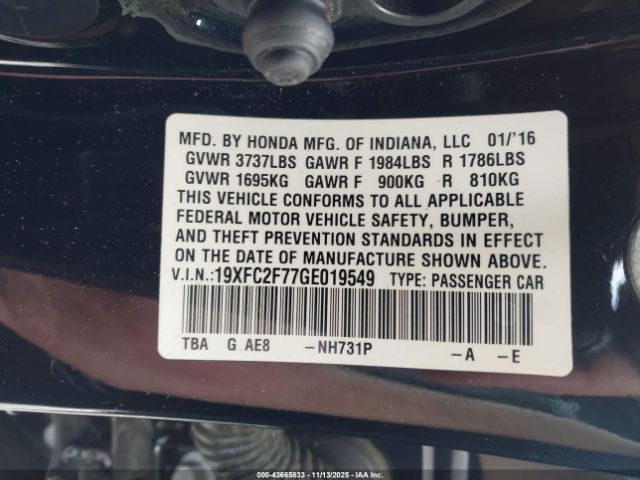 MFD. BY HONDA MFG. OF INDIANA, LLC 01/'16
GVWR 3737LBS GAWR F 1984LBS R 1786LBS
GVWR 1695KG GAWR F 900KG R 810KG
THIS VEHICLE CONFORMS TO ALL APPLICABLE
FEDERAL MOTOR VEHICLE SAFETY, BUMPER,
AND THEFT PREVENTION STANDARDS IN EFFECT
ON THE DATE OF MANUFACTURE SHOWN ABOVE.
V.I.N.:19XFC2F77GE019549 TYPE: PASSENGER CAR
TBA G AE8 –NH731P –A –E
000-43665833 - 11/13/2025 - IAA, Inc.